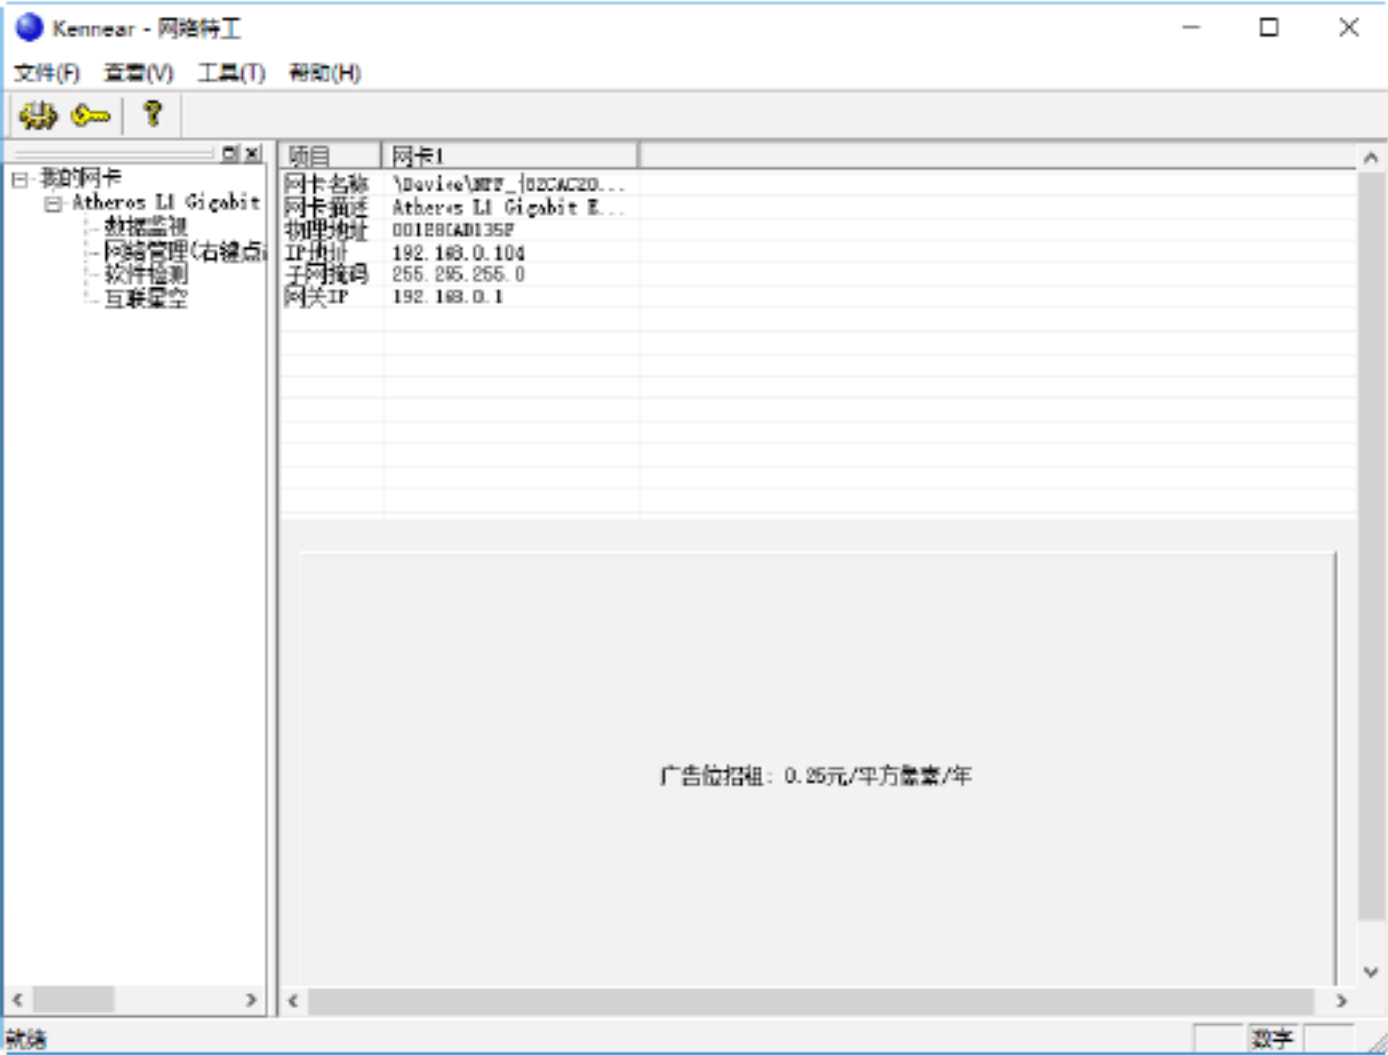 Kennear - 网络特工
文件(F) 查看(V) 工具(T) 帮助(H)
我的网卡
Atheros L1 Gigabit
数据监视
网络管理(右键点
软件检测
互联星空
项目 网卡1
网卡名称 \Device\NPF_{
网卡描述 Atheros L1 Gigabit E...
物理地址
IP地址 192.168.0.104
子网掩码 255.255.255.0
网关IP 192.168.0.1
广告位招租: 0.25元/平方像素/年
就绪
数字